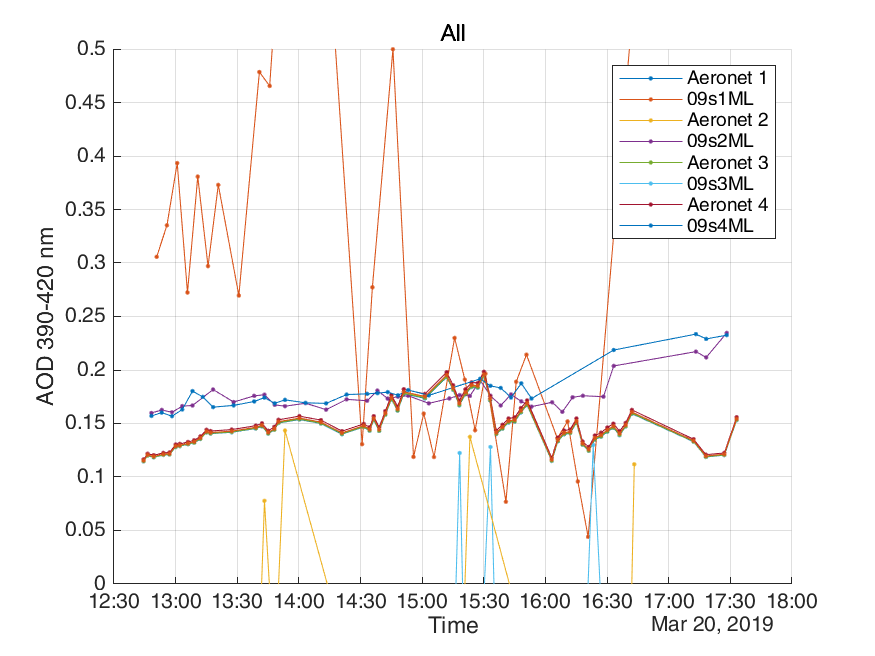 All
0.5
0.45
0.4
0.35
0.3
0.25
0.2
0.15
0.1
0.05
0
AOD 390-420 nm
Aeronet 1
09s1ML
Aeronet 2
09s2ML
Aeronet 3
09s3ML
Aeronet 4
09s4ML
12:30 13:00 13:30 14:00 14:30 15:00 15:30 16:00 16:30 17:00 17:30 18:00
Time
Mar 20, 2019